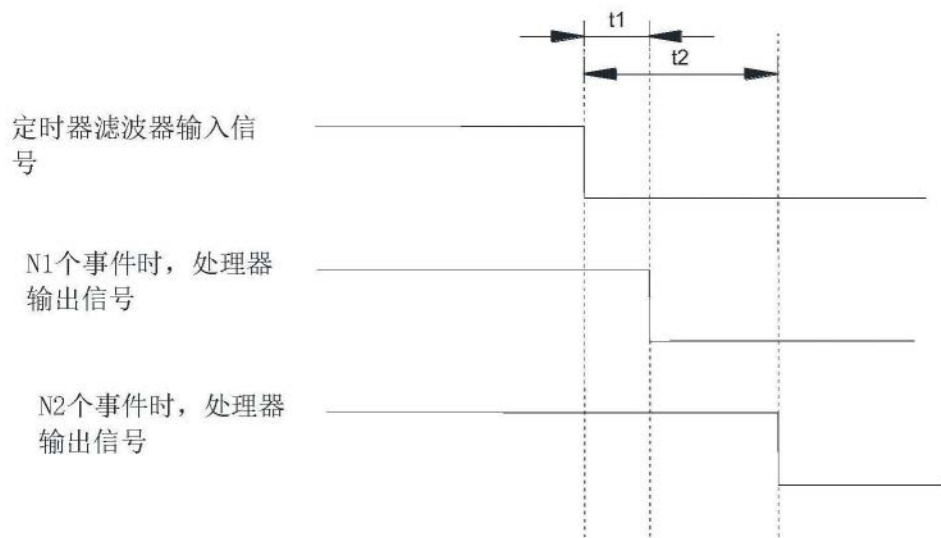 t1
t2
定时器滤波器输入信
号
N1个事件时，处理器
输出信号
N2个事件时，处理器
输出信号